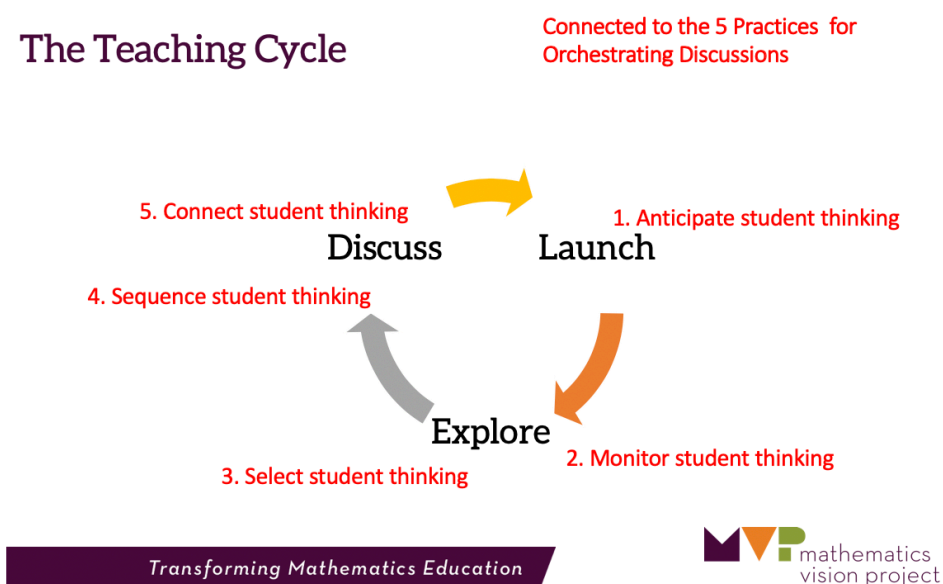 The Teaching Cycle
Connected to the 5 Practices for
Orchestrating Discussions
5. Connect student thinking
1. Anticipate student thinking
Discuss
Launch
4. Sequence student thinking
Explore
2. Monitor student thinking
3. Select student thinking
Transforming Mathematics Education
MVP
mathematics
vision project